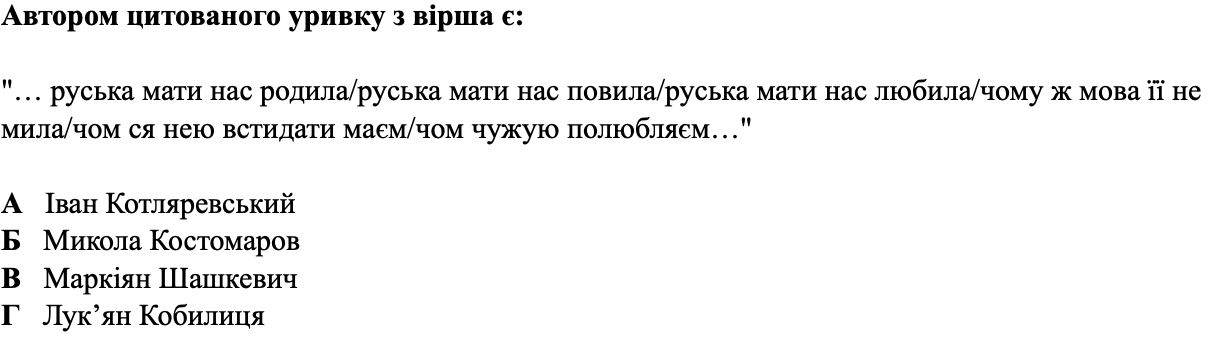 Автором цитованого уривку з вірша є:
"… руська мати нас родила/руська мати нас повила/руська мати нас любила/чому ж мова її не
мила/чом ся нею встидати маєм/чом чужую полюбляєм…"
А Іван Котляревський
Б Микола Костомаров
В Маркіян Шашкевич
Г Лук’ян Кобилиця